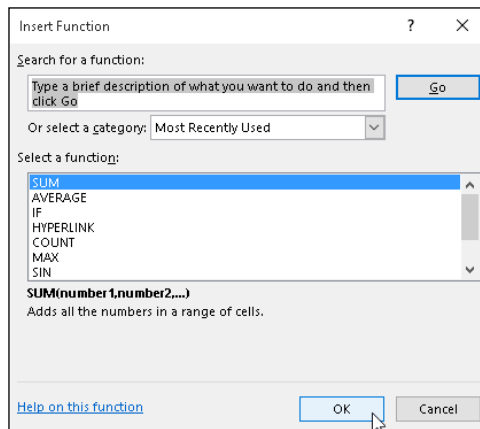 Insert Function
?
Search for a function:
Type a brief description of what you want to do and then
click Go
Go
Or select a category: Most Recently Used
Select a function:
SUM
AVERAGE
IF
HYPERLINK
COUNT
MAX
SIN
SUM(number1,number2,...)
Adds all the numbers in a range of cells.
Help on this function
OK
Cancel